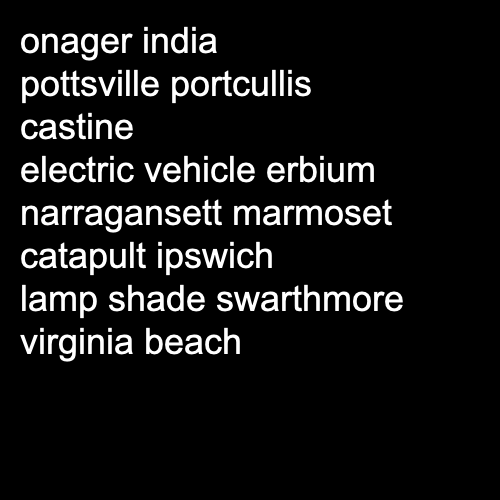 onager india
pottsville portcullis
castine
electric vehicle erbium
narragansett marmoset
catapult ipswich
lamp shade swarthmore
virginia beach